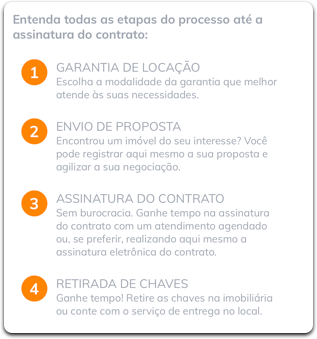 Entenda todas as etapas do processo até a
assinatura do contrato:
1 GARANTIA DE LOCAÇÃO
Escolha a modalidade da garantia que melhor
atende às suas necessidades.
2 ENVIO DE PROPOSTA
Encontrou um imóvel do seu interesse? Você
pode registrar aqui mesmo a sua proposta e
agilizar a sua negociação.
3 ASSINATURA DO CONTRATO
Sem burocracia. Ganhe tempo na assinatura
do contrato com um atendimento agendado
ou, se preferir, realizando aqui mesmo a
assinatura eletrônica do contrato.
4 RETIRADA DE CHAVES
Ganhe tempo! Retire as chaves na imobiliária
ou conte com o serviço de entrega no local.